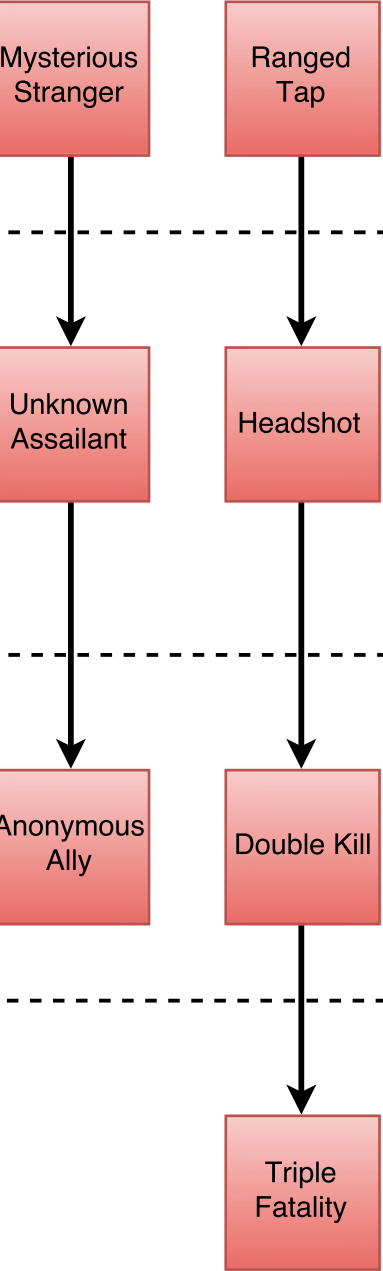 Mysterious
Stranger
Ranged
Tap
Unknown
Assailant
Headshot
Anonymous
Ally
Double Kill
Triple
Fatality